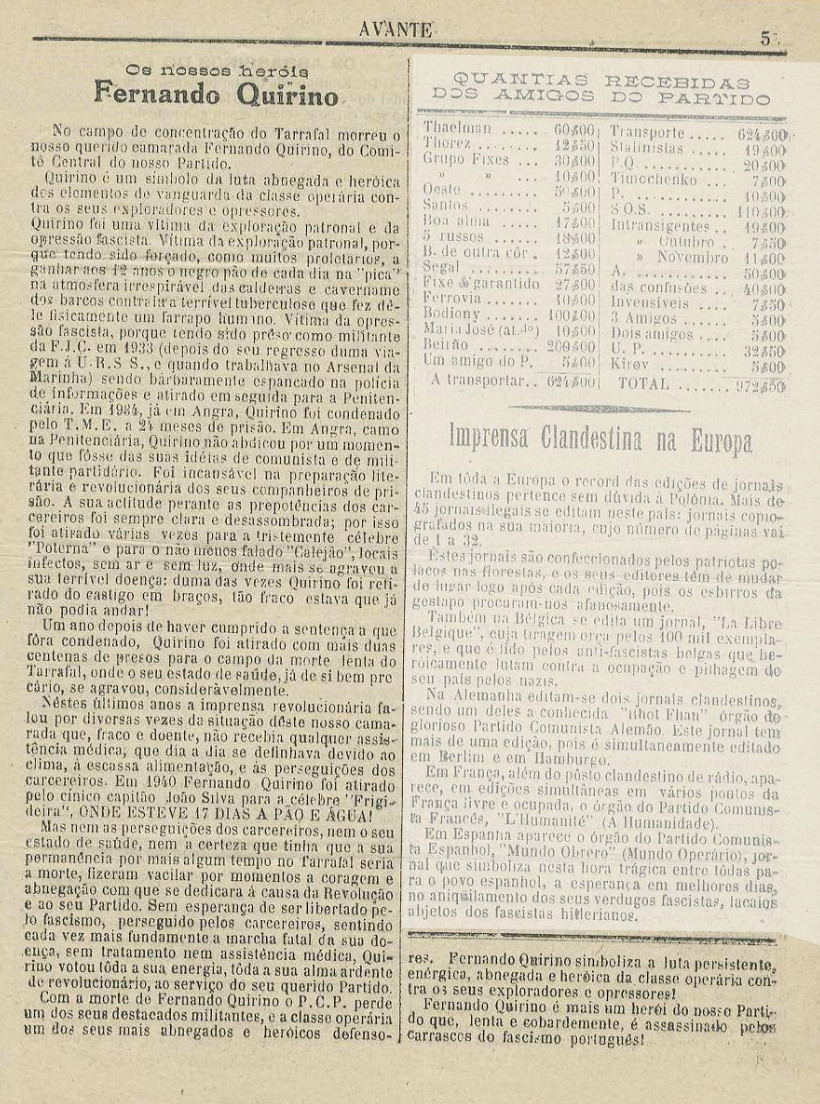 AVANTE
5
Os nossos heróis
Fernando Quirino
No campo de concentração do Tarrafal morreu o
nosso querido camarada Fernando Quirino, do Comi-
té Central do nosso Partido.
Quirino é um símbolo da luta abnegada e heróica
dos elementos de vanguarda da classe operária con-
tra os seus exploradores e opressores.
Quirino foi uma vítima da exploração patronal e da
opressão fascista. Vítima da exploração patronal, por-
que tendo sido forçado, como muitos proletários, a
ganhar aos 12 anos o negro pão de cada dia na "pica"
na atmosfera irrespirável das caldeiras e cavername
dos barcos contraíra a terrível tuberculose que fez dê-
le fisicamente um farrapo humano. Vítima da opres-
são fascista, porque tendo sido prêso como militante
da F.J.C. em 1933 (depois do seu regresso duma via-
gem á U.R.S S., e quando trabalhava no Arsenal da
Marinha) sendo bàrbaramente espancado na polícia
de informações e atirado em seguida para a Peniten-
ciária. Em 1934, já em Angra, Quirino foi condenado
pelo T.M.E. a 24 meses de prisão. Em Angra, camo
na Penitenciária, Quirino não abdicou por um momen-
to que fôsse das suas idéias de comunista e de mili-
tante partidário. Foi incansável na preparação lite-
rária e revolucionária dos seus companheiros de pri-
são. A sua actitude perante as prepotências dos car-
cereiros foi sempre clara e desassombrada; por isso
foi atirado várias vezes para a tristemente célebre
"Poterna" e para o não menos falado "Calejão", locais
infectos, sem ar e sem luz, onde mais se agravou a
sua terrível doença: duma das vezes Quirino foi reti-
rado do castigo em braços, tão fraco estava que já
não podia andar!
Um ano depois de haver cumprido a sentença a que
fôra condenado, Quirino foi atirado com mais duas
centenas de presos para o campo da morte lenta do
Tarrafal, onde o seu estado de saúde, já de si bem pre
cário, se agravou, consideràvelmente.
Nêstes últimos anos a imprensa revolucionária fa-
lou por diversas vezes da situação dêste nosso cama-
rada que, fraco e doente, não recebia qualquer assis-
tência médica; que dia a dia se definhava devido ao
clima, á escassa alimentação, e ás perseguições dos
carcereiros. Em 1940 Fernando Quirino foi atirado
pelo cínico capitão João Silva para a célebre "Frigi-
deira", ONDE ESTEVE 17 DIAS A PÃO E ÁGUA!
Mas nem as perseguições dos carcereiros, nem o seu
estado de saúde, nem a certeza que tinha que a sua
permanência por mais algum tempo no Tarrafal seria
a morte, fizeram vacilar por momentos a coragem e
abnegação com que se dedicará á causa da Revolução
e ao seu Partido. Sem esperança de ser libertado pe-
lo fascismo, perseguido pelos carcereiros, sentindo
cada vez mais fundamente a marcha fatal da sua do-
ença, sem tratamento nem assistência médica, Qui-
rino votou tôda a sua energia, tôda a sua alma ardente
de revolucionário, ao serviço do seu querido Partido.
Com a morte de Fernando Quirino o P.C.P. perde
um dos seus destacados militantes, e a classe operária
um dos seus mais abnegados e heróicos defenso-
QUANTIAS RECEBIDAS
DOS AMIGOS DO PARTIDO
Thaelman ..... 60$00
Thorez ..... 12$50
Grupo Fixes ... 30$00
» » .... 10$00
Oeste ........ 50$00
Santos ....... 5$00
Boa alma ..... 17$00
5 russos ...... 18$00
B. de outra côr . 12$00
Segal ........ 57$50
Fixe garantido 27$00
Ferrovia ...... 10$00
Bodiony ...... 100$00
Maria José (at.do) 10$00
Beirão ....... 200$00
Um amigo do P. 5$00
A transportar.. 624$00
Transporte ..... 624$00
Stalinistas ..... 19$00
P.Q. .......... 20$00
Timochenko ... 7$00
P. ............ 10$00
S O.S. ........ 110$00
Intransigentes .. 19$00
» Outubro . 7$50
» Novembro 11$00
A. ............ 50$00
das confusões .. 40$00
Invensíveis .... 7$50
3 Amigos ...... 5$00
Dois amigos .... 5$00
U. P. .......... 32$50
Kirov ......... 5$00
TOTAL ....... 972$50
Imprensa Clandestina na Europa
Em tôda a Europa o record das edições de jornais
clandestinos pertence sem dúvida á Polónia. Mais de
45 jornais ilegais se editam neste país: jornais copio-
grafados na sua maioria, cujo número de páginas vai
de 1 a 32.
Êstes jornais são confeccionados pelos patriotas po-
lacos nas florestas, e os seus editores têm de mudar
de lugar logo após cada edição, pois os esbirros da
gestapo procuram-nos afanosamente.
Também na Bélgica se edita um jornal, "La Libre
Belgique", cuja tiragem orça pelos 100 mil exempla-
res, e que é lido pelos anti-fascistas belgas que he-
róicamente lutam contra a ocupação e pilhagem do
seu país pelos nazis.
Na Alemanha editam-se dois jornais clandestinos,
sendo um deles a conhecida "Rhot Fhan" órgão do
glorioso Partido Comunista Alemão. Este jornal tem
mais de uma edição, pois é simultaneamente editado
em Berlim e em Hamburgo.
Em França, além do pôsto clandestino de rádio, apa-
rece, em edições simultâneas em vários pontos da
França livre e ocupada, o órgão do Partido Comunis-
ta Francês, "L'Humanité" (A Humanidade).
Em Espanha aparece o órgão do Partido Comunis-
ta Espanhol, "Mundo Obrero" (Mundo Operário), jor-
nal que simboliza nesta hora trágica entre tôdas pa-
ra o povo espanhol, a esperança em melhores dias,
no aniquilamento dos seus verdugos fascistas, lacaios
abjetos dos fascistas hitlerianos.
res. Fernando Quirino simboliza a luta persistente,
enérgica, abnegada e heróica da classe operária con-
tra os seus exploradores e opressores!
Fernando Quirino é mais um herói do nosso Parti-
do que, lenta e cobardemente, é assassinado pelos
carrascos do fascismo português!